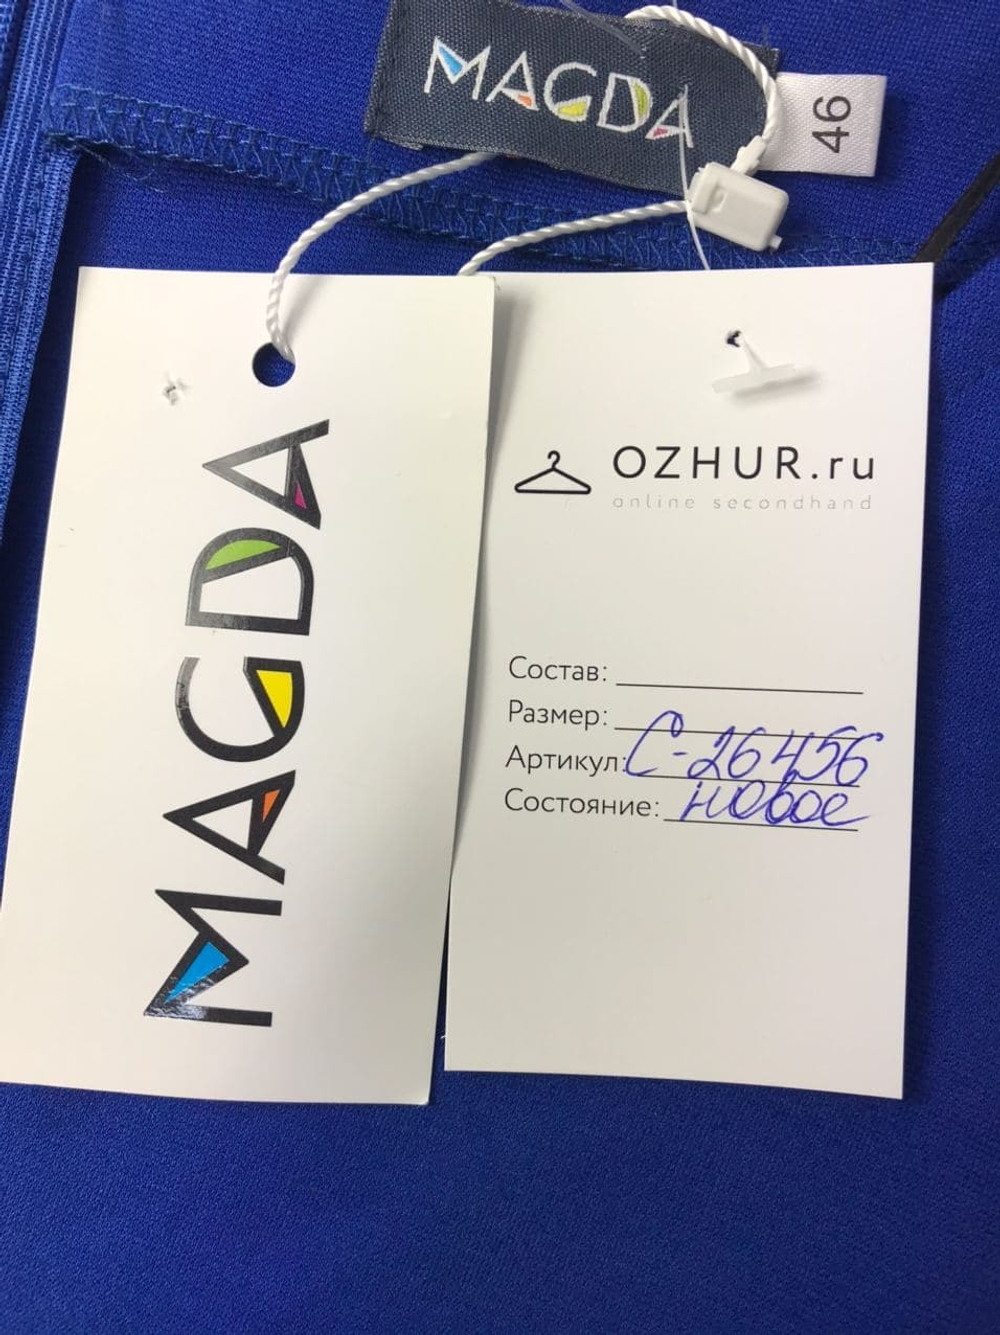 MAGDA
46
MAGDA
OZHUR.ru
online secondhand
Состав:
Размер:
Артикул: С-26456
Состояние: новое